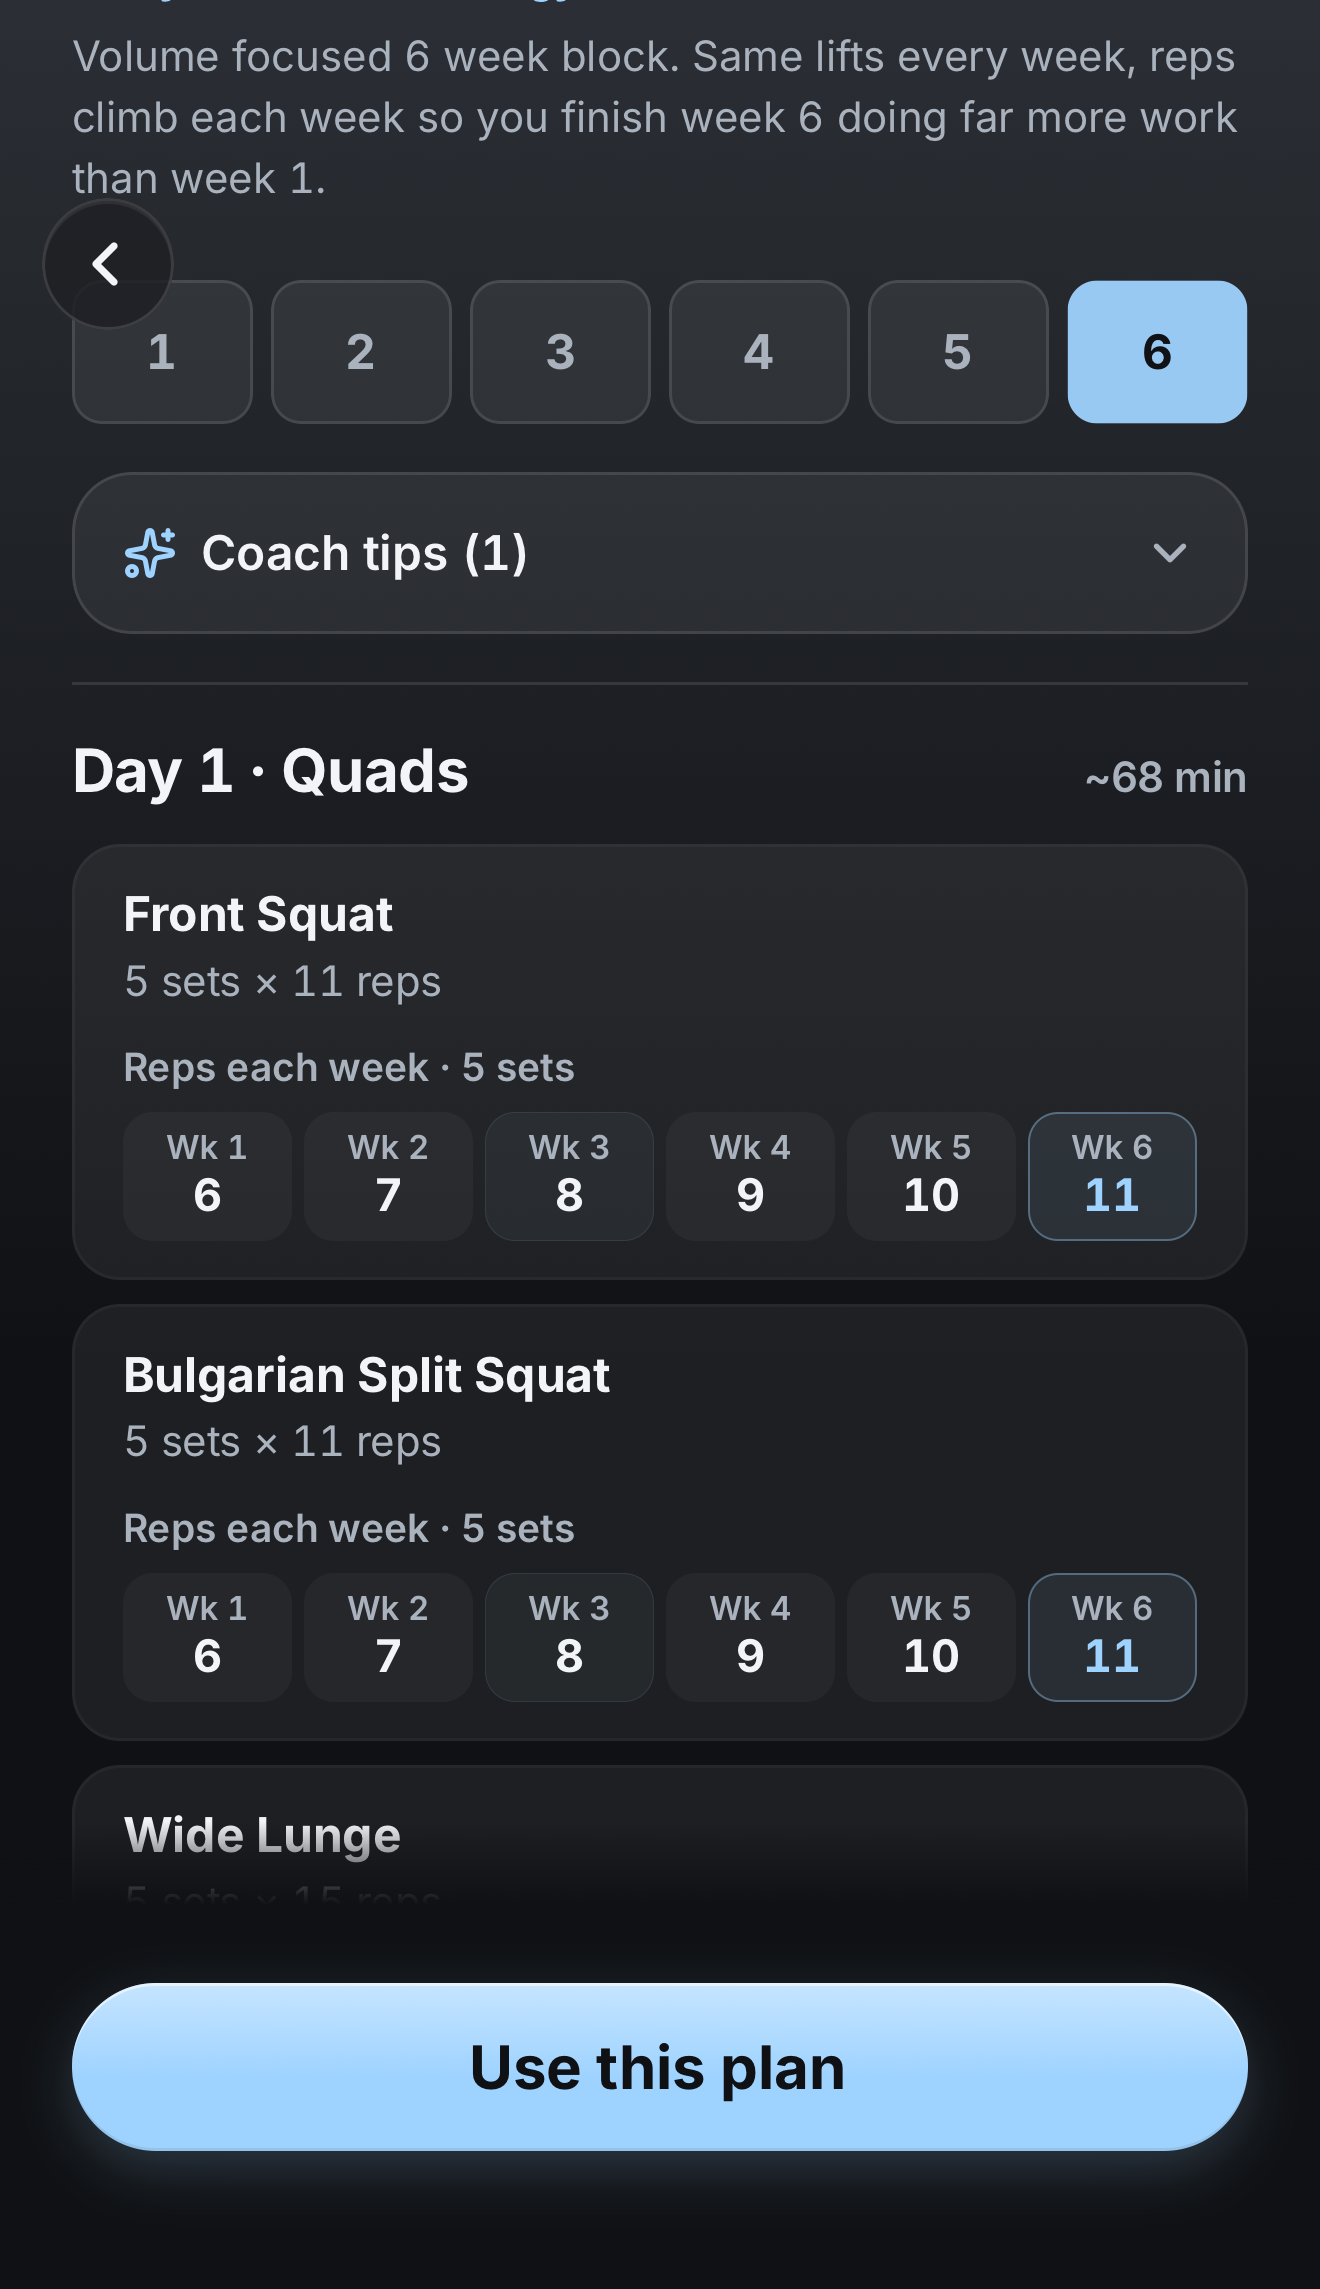 Volume focused 6 week block. Same lifts every week, reps
climb each week so you finish week 6 doing far more work
than week 1.
1 2 3 4 5 6
Coach tips (1)
Day 1 · Quads ~68 min
Front Squat
5 sets × 11 reps
Reps each week · 5 sets
Wk 1 Wk 2 Wk 3 Wk 4 Wk 5 Wk 6
6 7 8 9 10 11
Bulgarian Split Squat
5 sets × 11 reps
Reps each week · 5 sets
Wk 1 Wk 2 Wk 3 Wk 4 Wk 5 Wk 6
6 7 8 9 10 11
Wide Lunge
5 sets × 15 reps
Use this plan